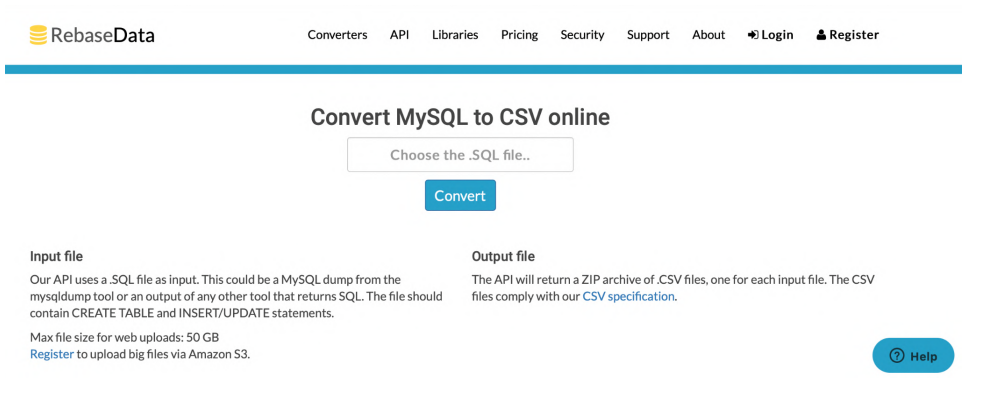 RebaseData
Converters API Libraries Pricing Security Support About Login Register
Convert MySQL to CSV online
Choose the .SQL file..
Convert
Input file
Our API uses a .SQL file as input. This could be a MySQL dump from the
mysqldump tool or an output of any other tool that returns SQL. The file should
contain CREATE TABLE and INSERT/UPDATE statements.
Max file size for web uploads: 50 GB
Register to upload big files via Amazon S3.
Output file
The API will return a ZIP archive of .CSV files, one for each input file. The CSV
files comply with our CSV specification.
Help